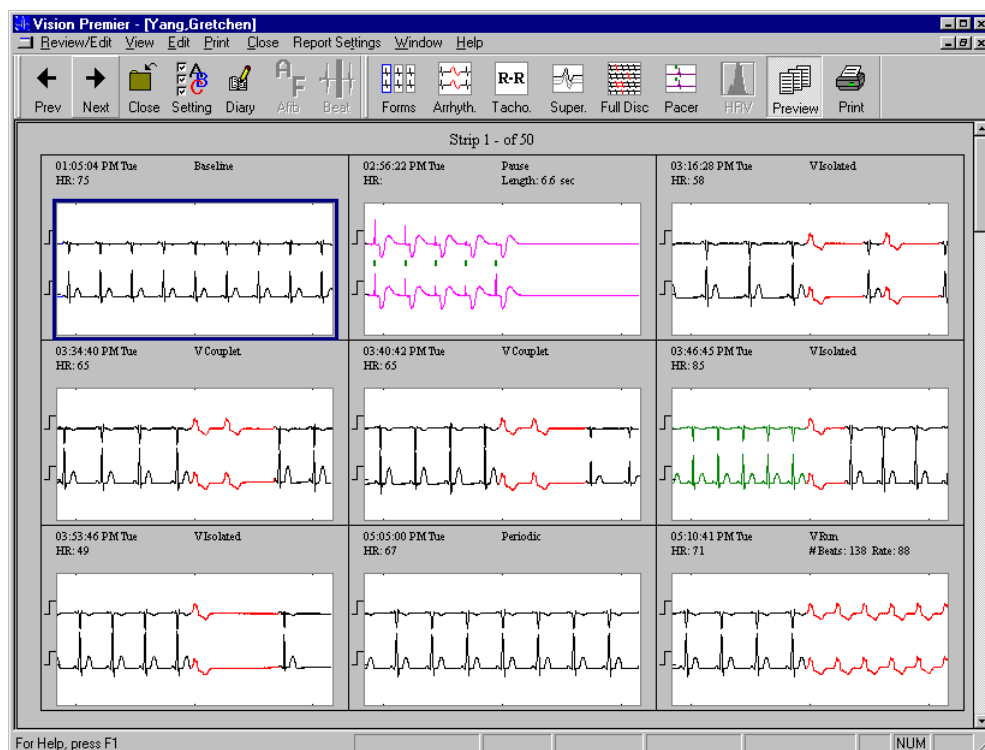 Vision Premier - [Yang,Gretchen]
Review/Edit View Edit Print Close Report Settings Window Help
Prev Next Close Setting Diary Afib Beat Forms Arrhyth. Tacho. Super. Full Disc Pacer HRV Preview Print
R-R
Strip 1 - of 50
01:05:04 PM Tue Baseline
HR: 75
02:56:22 PM Tue Pause
HR: Length: 6.6 sec
03:16:28 PM Tue V Isolated
HR: 58
03:34:40 PM Tue V Couplet
HR: 65
03:40:42 PM Tue V Couplet
HR: 65
03:46:45 PM Tue V Isolated
HR: 85
03:53:46 PM Tue V Isolated
HR: 49
05:05:00 PM Tue Periodic
HR: 67
05:10:41 PM Tue V Run
HR: 71 # Beats: 138 Rate: 88
For Help, press F1
NUM